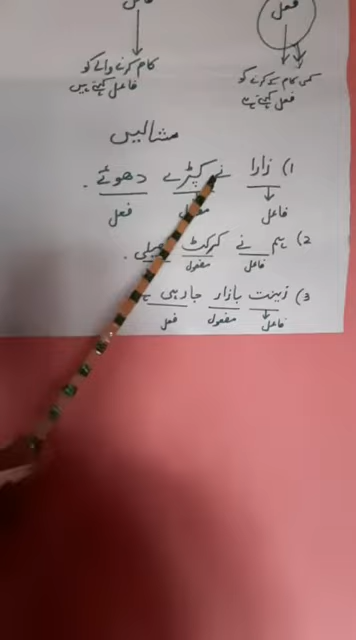 فعل
فاعل
کسی کام کے کرنے کو
فعل کہتے ہیں
کام کرنے والے کو
فاعل کہتے ہیں
مثالیں
1) زارا نے کپڑے دھوئے۔
فاعل مفعول فعل
2) ہم نے کرکٹ کھیلی۔
فاعل مفعول
3) زینت بازار جا رہی ہے
فاعل مفعول فعل